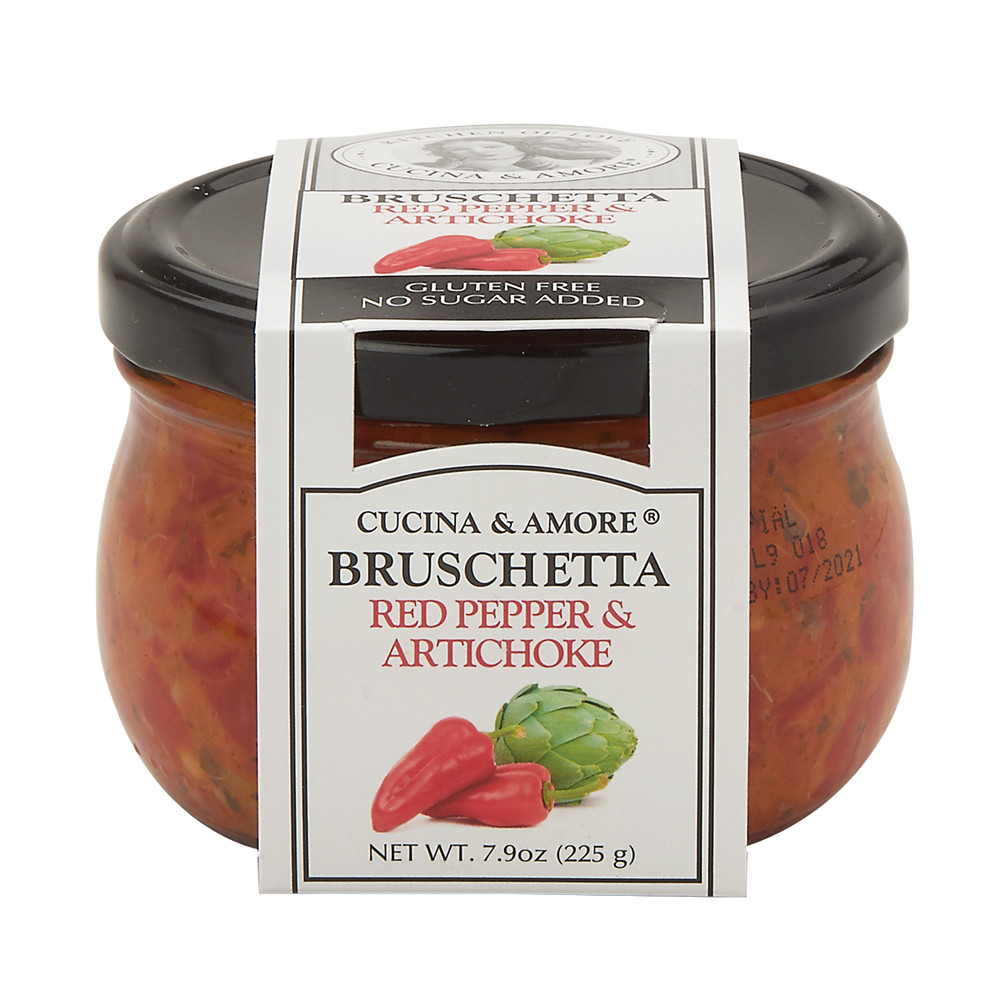 KITCHEN OF LOVE
CUCINA & AMORE®
BRUSCHETTA
RED PEPPER &
ARTICHOKE
GLUTEN FREE
NO SUGAR ADDED
CUCINA & AMORE®
BRUSCHETTA
RED PEPPER &
ARTICHOKE
NET WT. 7.9oz (225 g)
IAL
L9 018
BY:07/2021